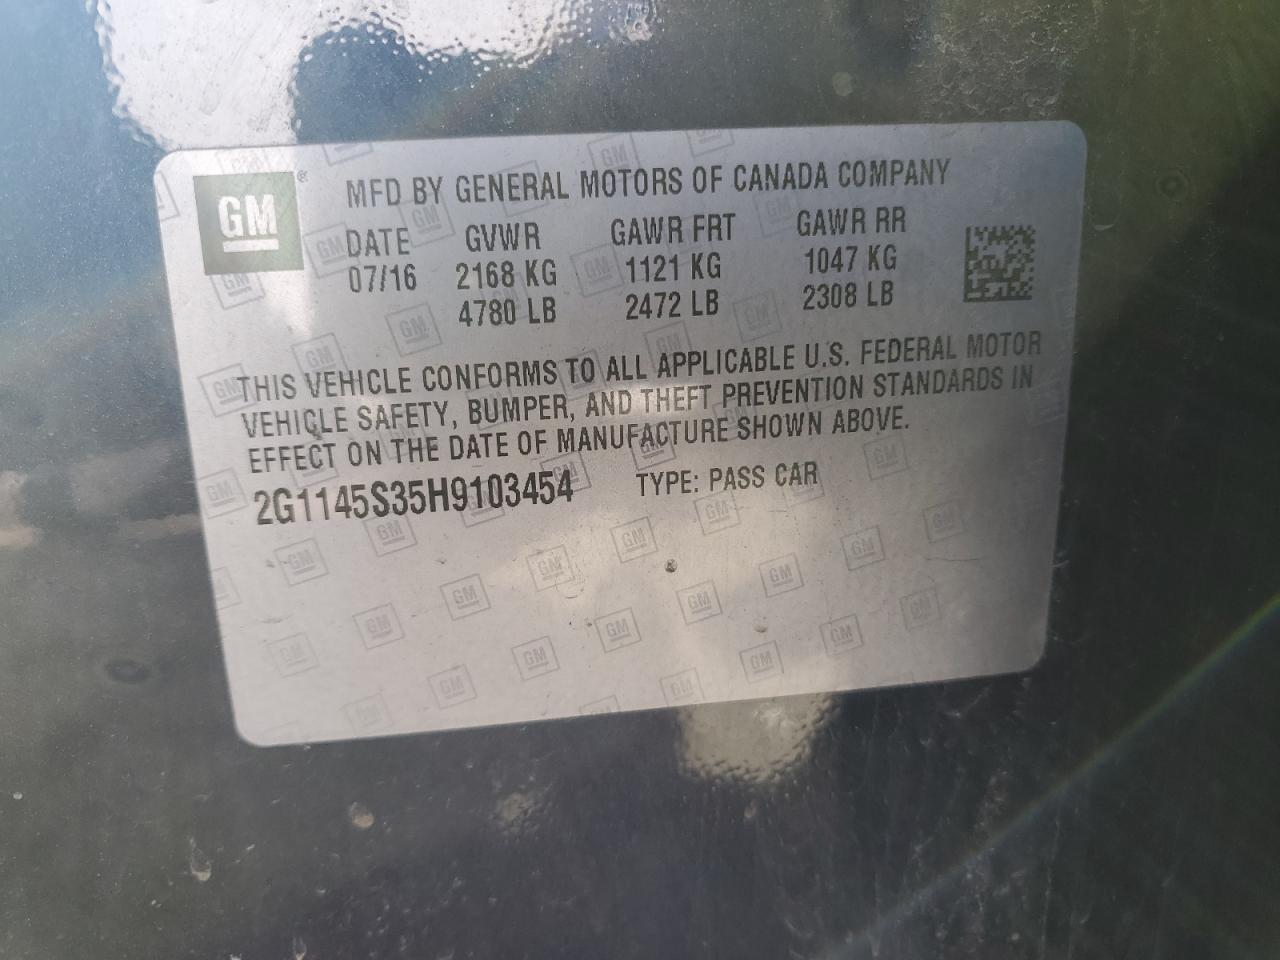 GM®
MFD BY GENERAL MOTORS OF CANADA COMPANY
DATE GVWR GAWR FRT GAWR RR
07/16 2168 KG 1121 KG 1047 KG
4780 LB 2472 LB 2308 LB
THIS VEHICLE CONFORMS TO ALL APPLICABLE U.S. FEDERAL MOTOR
VEHICLE SAFETY, BUMPER, AND THEFT PREVENTION STANDARDS IN
EFFECT ON THE DATE OF MANUFACTURE SHOWN ABOVE.
2G1145S35H9103454 TYPE: PASS CAR